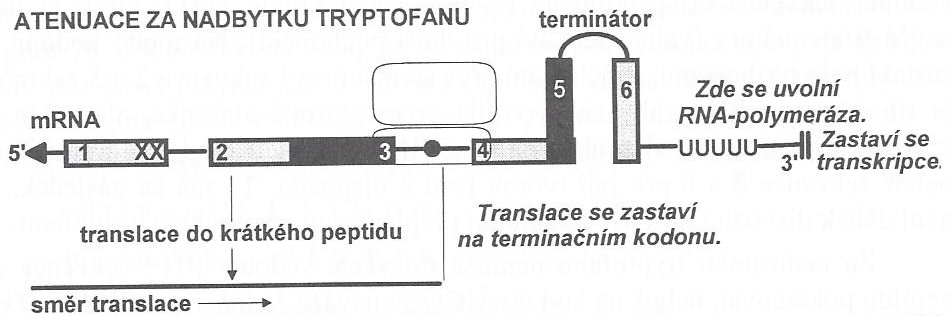 ATENUACE ZA NADBYTKU TRYPTOFANU
terminátor
5
6
Zde se uvolní
RNA-polymeráza.
mRNA
5'
1
XX
2
3
4
UUUUU
3'
Zastaví se
transkripce.
translace do krátkého peptidu
Translace se zastaví
na terminačním kodonu.
směr translace